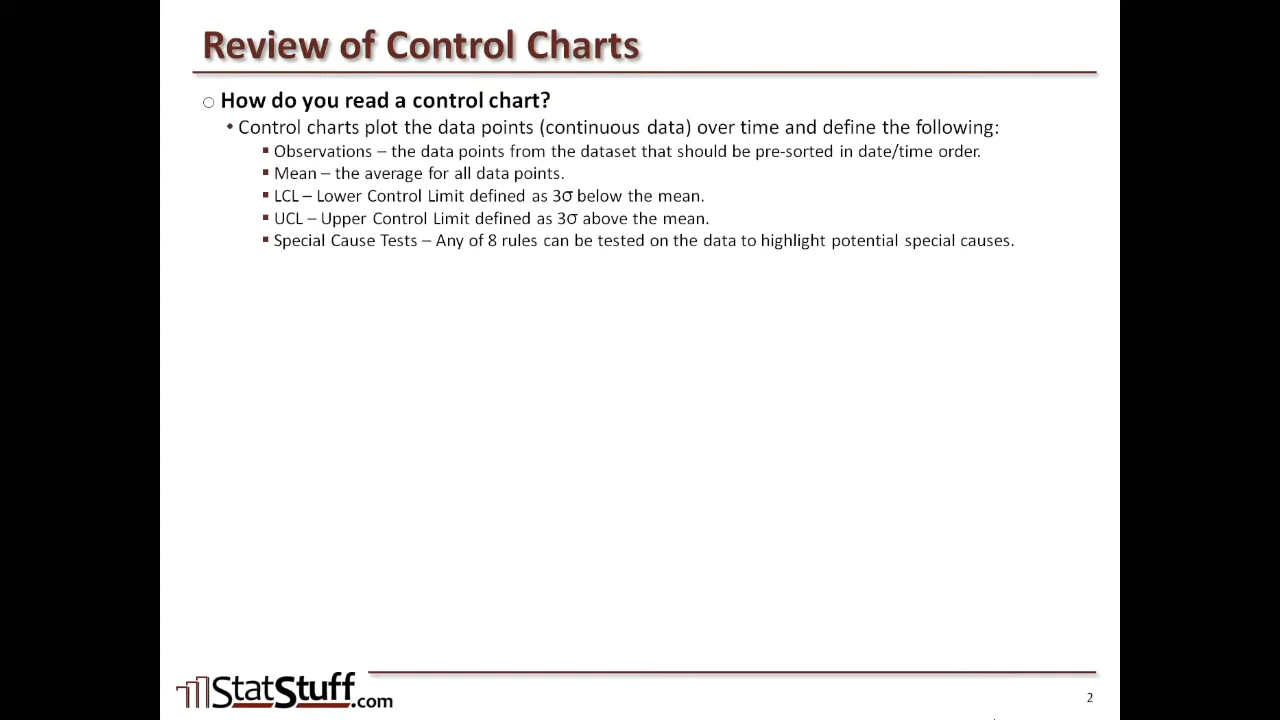 Review of Control Charts
○ How do you read a control chart?
• Control charts plot the data points (continuous data) over time and define the following:
▪ Observations – the data points from the dataset that should be pre-sorted in date/time order.
▪ Mean – the average for all data points.
▪ LCL – Lower Control Limit defined as 3σ below the mean.
▪ UCL – Upper Control Limit defined as 3σ above the mean.
▪ Special Cause Tests – Any of 8 rules can be tested on the data to highlight potential special causes.
StatStuff.com
2